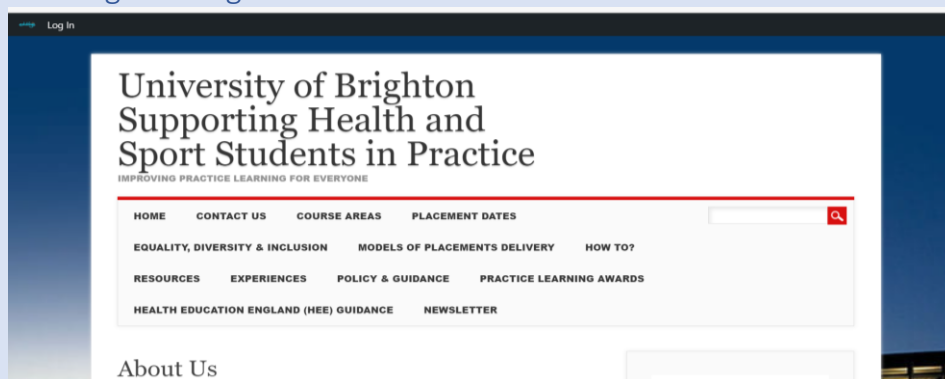 Log In
University of Brighton
Supporting Health and
Sport Students in Practice
IMPROVING PRACTICE LEARNING FOR EVERYONE
HOME CONTACT US COURSE AREAS PLACEMENT DATES
EQUALITY, DIVERSITY & INCLUSION MODELS OF PLACEMENTS DELIVERY HOW TO?
RESOURCES EXPERIENCES POLICY & GUIDANCE PRACTICE LEARNING AWARDS
HEALTH EDUCATION ENGLAND (HEE) GUIDANCE NEWSLETTER
About Us